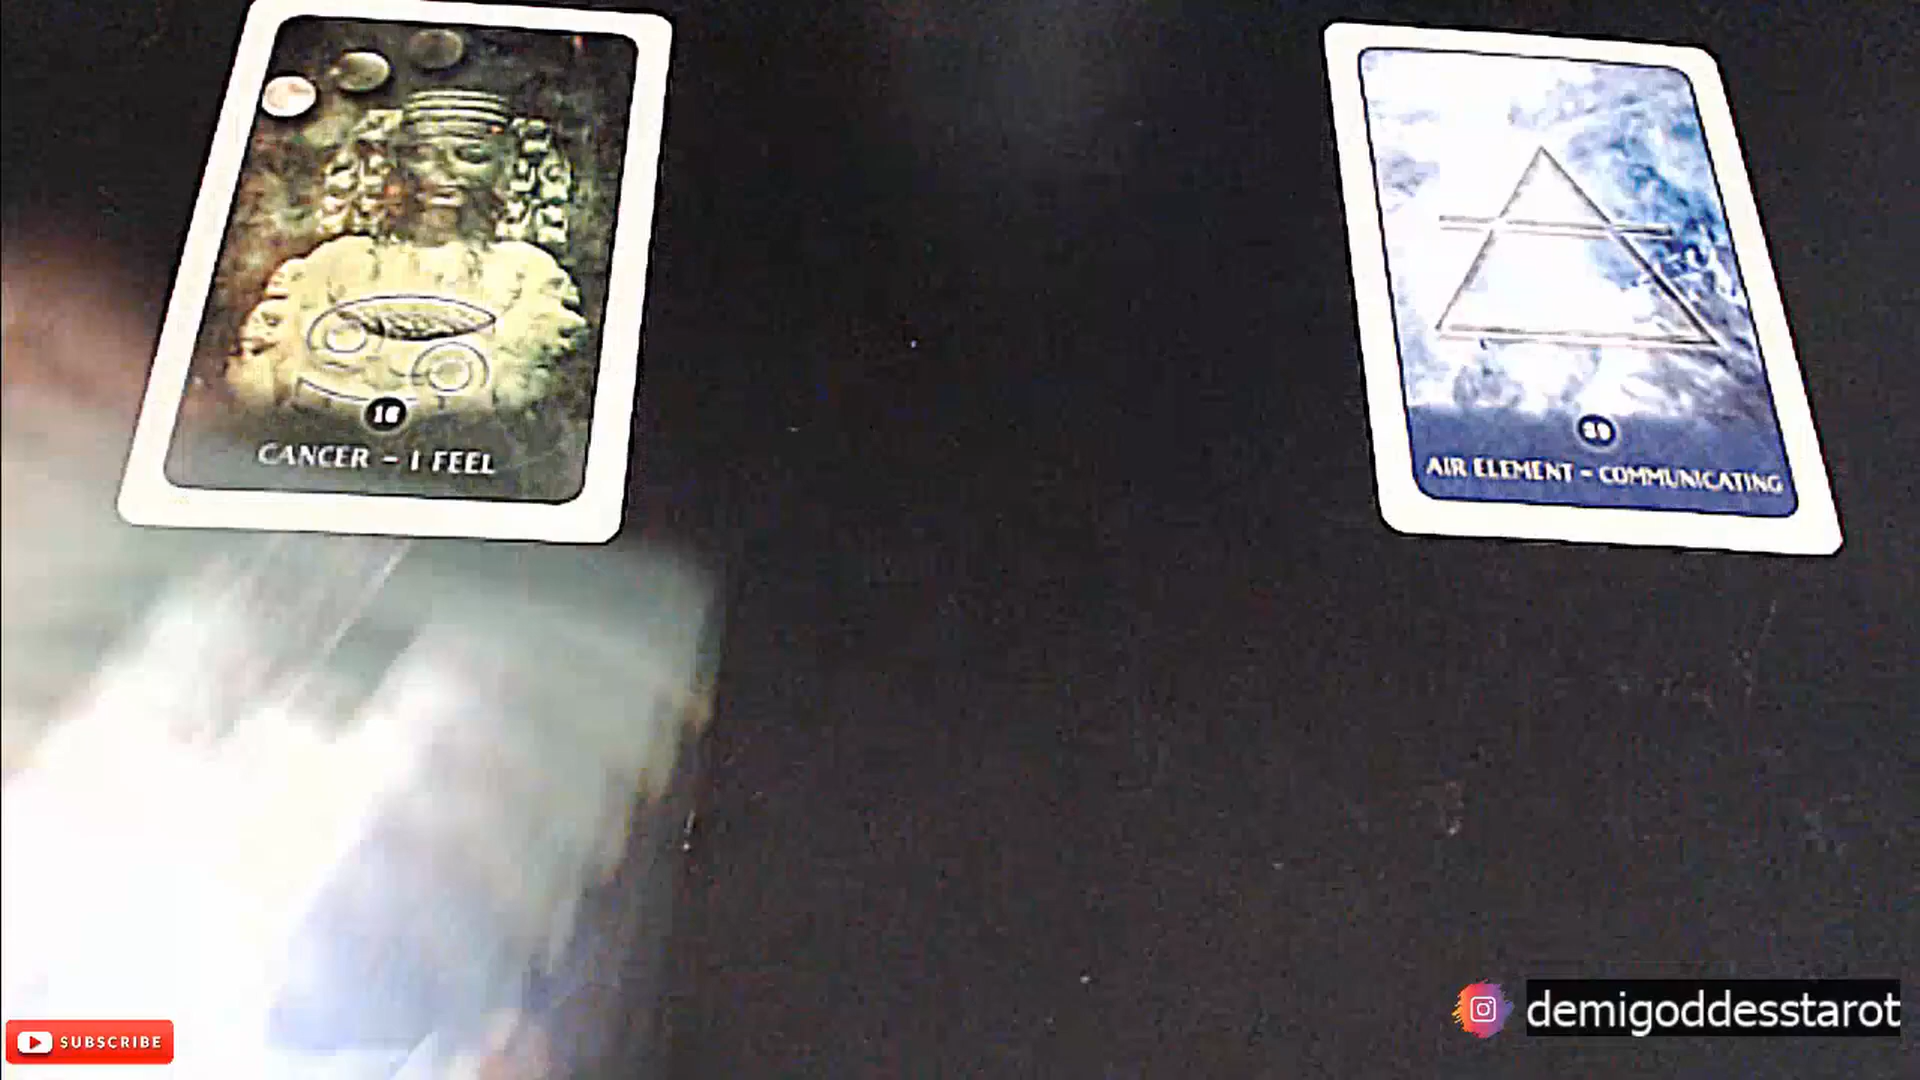 CANCER – I FEEL
AIR ELEMENT – COMMUNICATING
SUBSCRIBE
demigoddesstarot